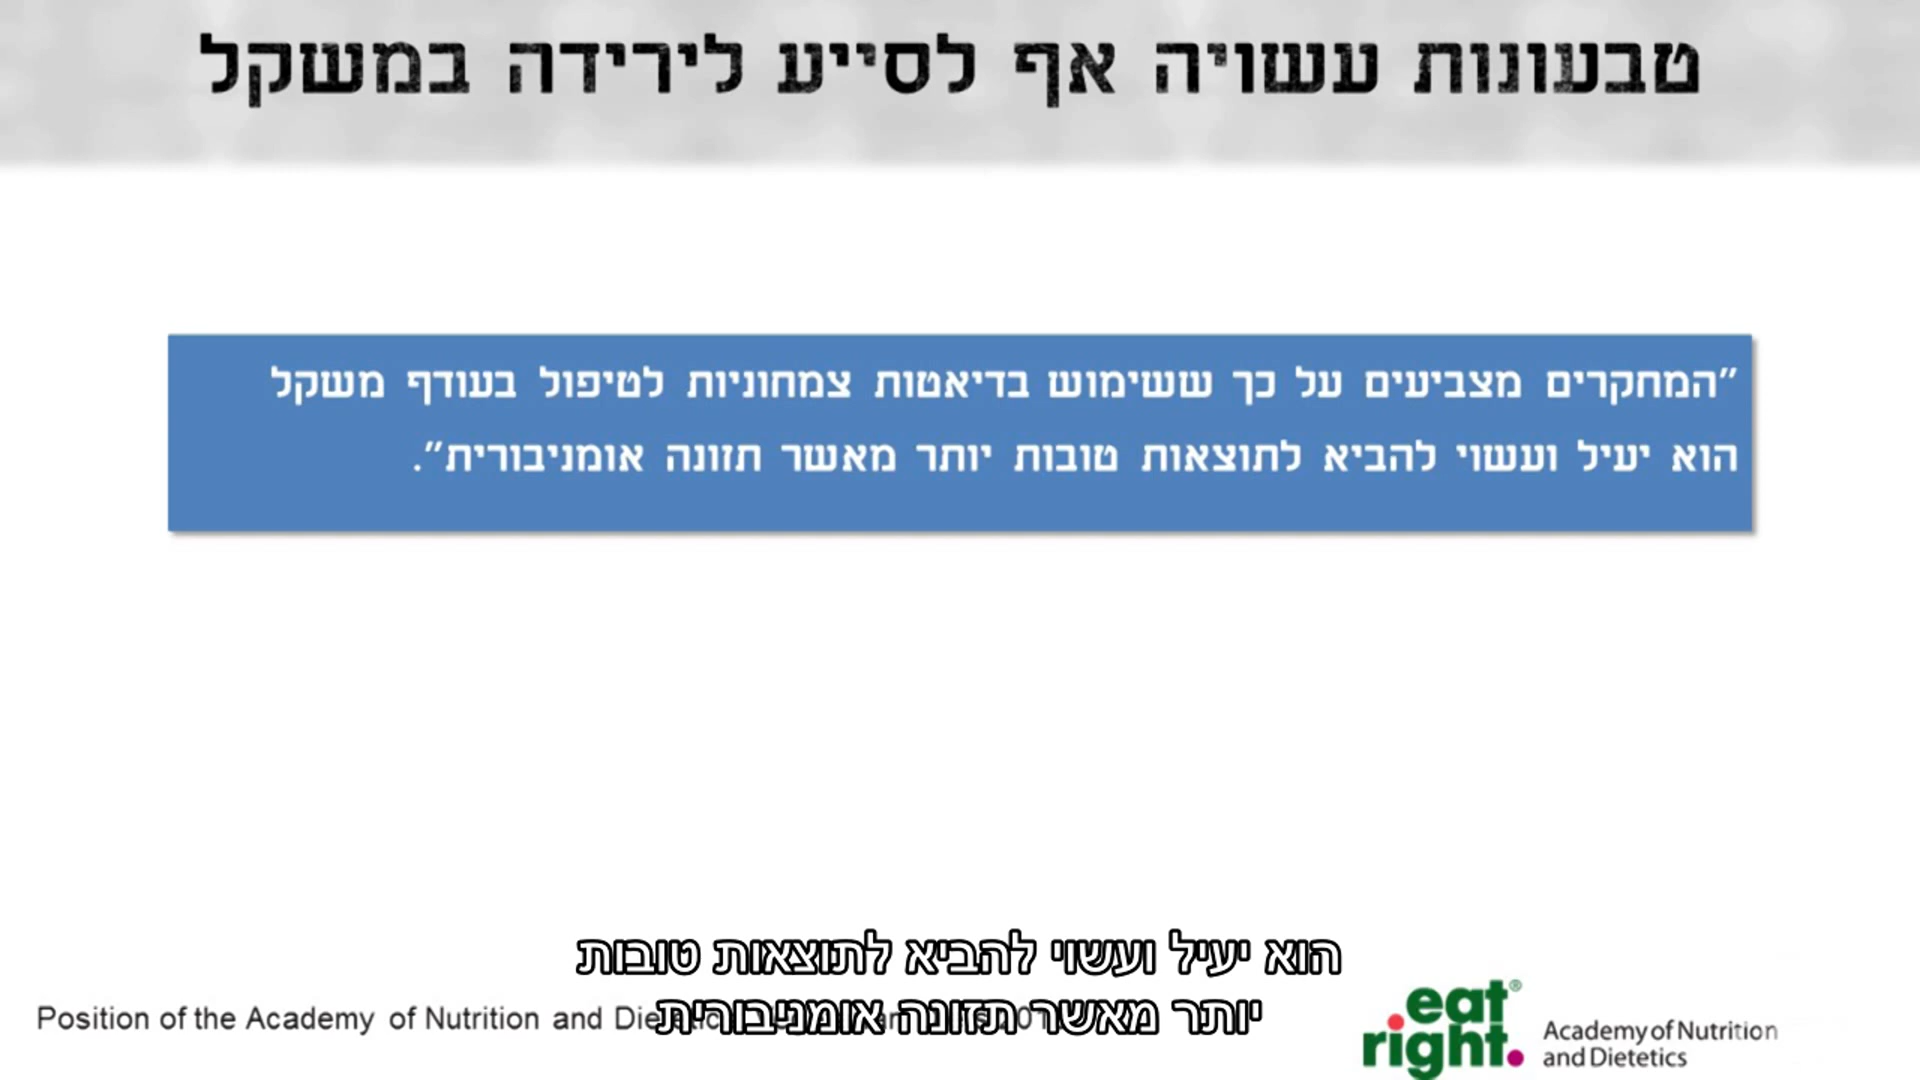 טבעונות עשויה אף לסייע לירידה במשקל
"המחקרים מצביעים על כך ששימוש בדיאטות צמחוניות לטיפול בעודף משקל
הוא יעיל ועשוי להביא לתוצאות טובות יותר מאשר תזונה אומניבורית".
הוא יעיל ועשוי להביא לתוצאות טובות
יותר מאשר תזונה אומניבורית
Position of the Academy of Nutrition and
eat®
right.
Academy of Nutrition
and Dietetics